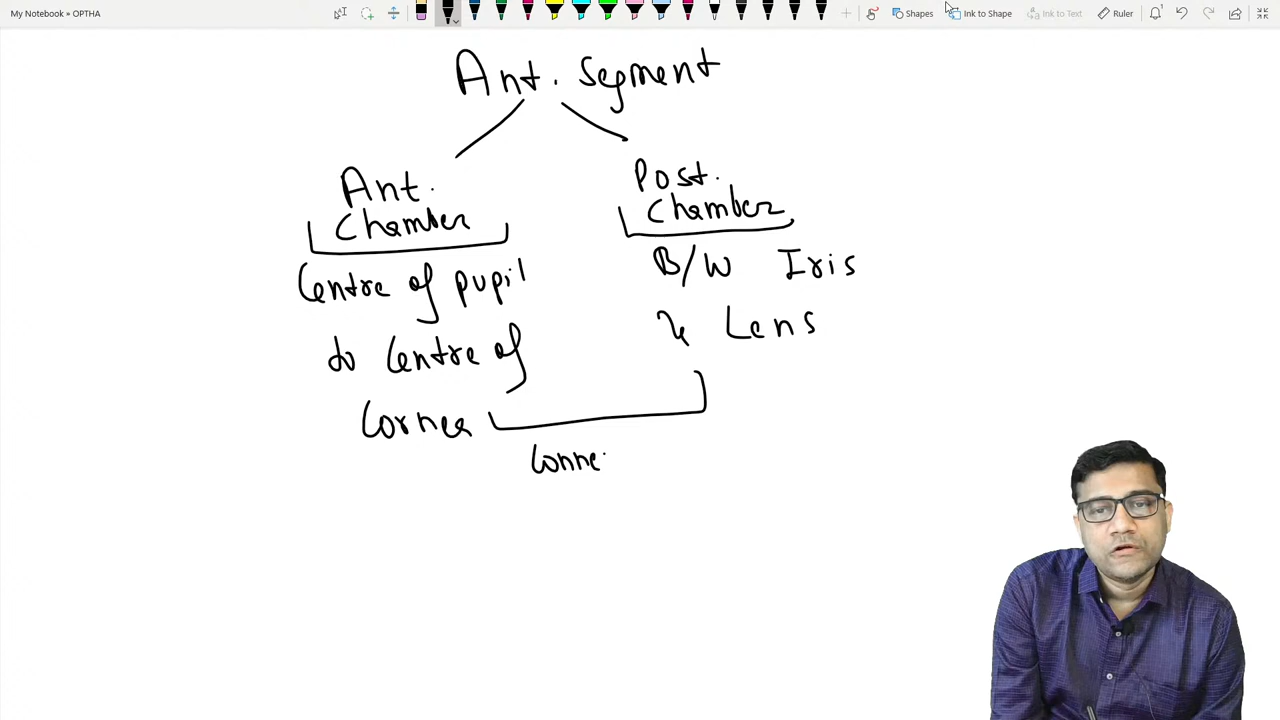 My Notebook » OPTHA
Shapes
Ink to Shape
Ink to Text
Ruler
Ant. Segment
Ant.
Chamber
Post.
Chamber
Centre of pupil
to Centre of
Cornea
B/W Iris
& Lens
Conne